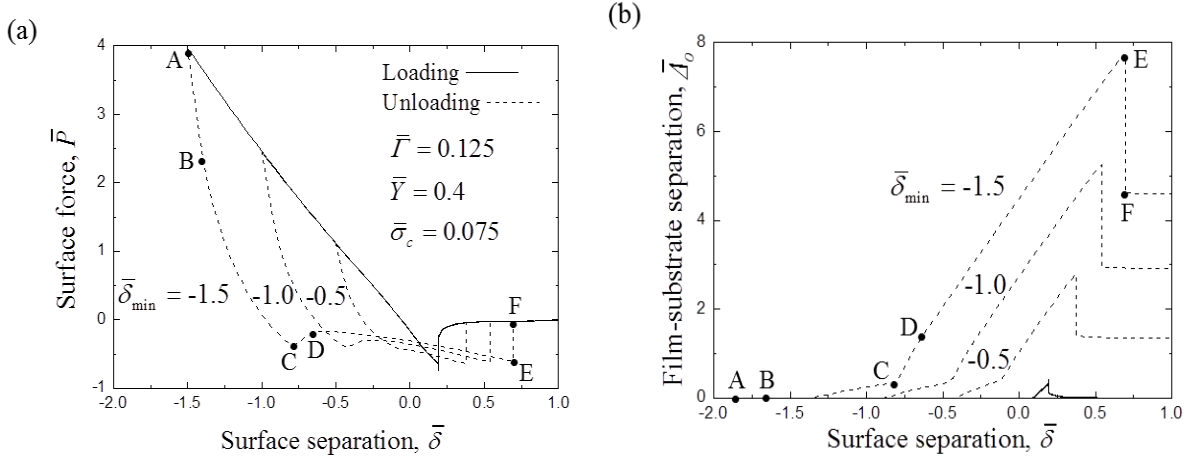 (a)
4
3
2
1
0
-1
-2.0 -1.5 -1.0 -0.5 0.0 0.5 1.0
Surface force, P̄
Surface separation, δ̄
Loading
Unloading
Γ̄ = 0.125
Ȳ = 0.4
σ̄c = 0.075
δ̄min = -1.5 -1.0 -0.5
A
B
C
D
E
F
(b)
8
6
4
2
0
-2.0 -1.5 -1.0 -0.5 0.0 0.5 1.0
Film-substrate separation, Δ̄o
Surface separation, δ̄
δ̄min = -1.5
-1.0
-0.5
A
B
C
D
E
F